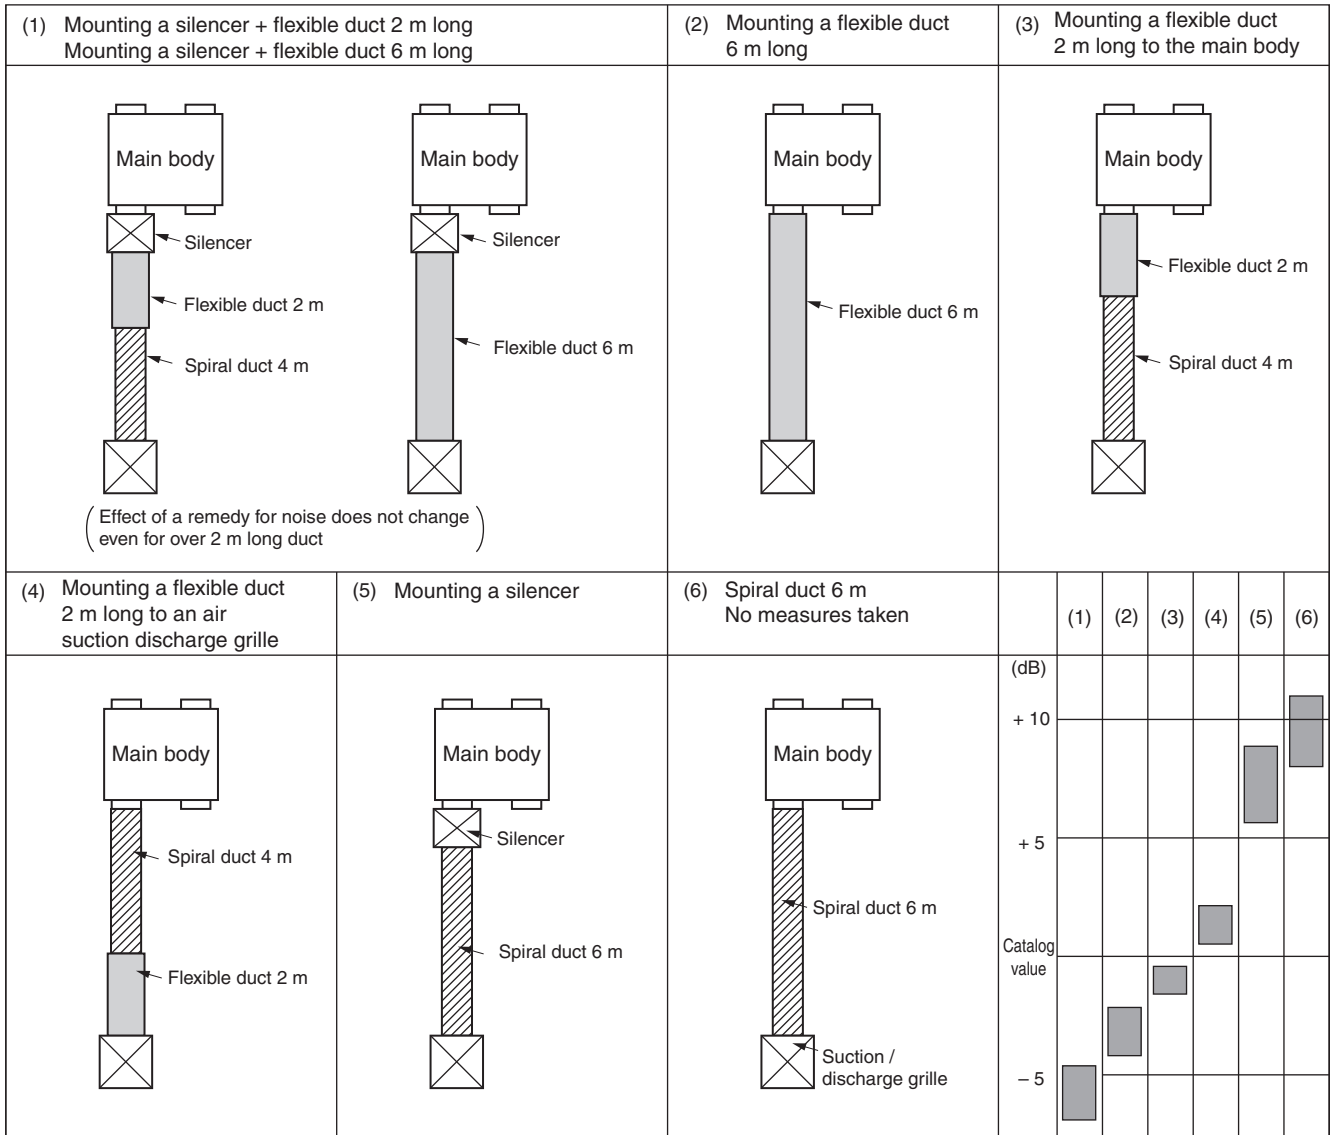 (1) Mounting a silencer + flexible duct 2 m long
Mounting a silencer + flexible duct 6 m long
(2) Mounting a flexible duct
6 m long
(3) Mounting a flexible duct
2 m long to the main body
Main body
Silencer
Flexible duct 2 m
Spiral duct 4 m
Main body
Silencer
Flexible duct 6 m
(Effect of a remedy for noise does not change
even for over 2 m long duct)
Main body
Flexible duct 6 m
Main body
Flexible duct 2 m
Spiral duct 4 m
(4) Mounting a flexible duct
2 m long to an air
suction discharge grille
(5) Mounting a silencer
(6) Spiral duct 6 m
No measures taken
Main body
Spiral duct 4 m
Flexible duct 2 m
Main body
Silencer
Spiral duct 6 m
Main body
Spiral duct 6 m
Suction /
discharge grille
(1) (2) (3) (4) (5) (6)
(dB)
+ 10
+ 5
Catalog
value
– 5